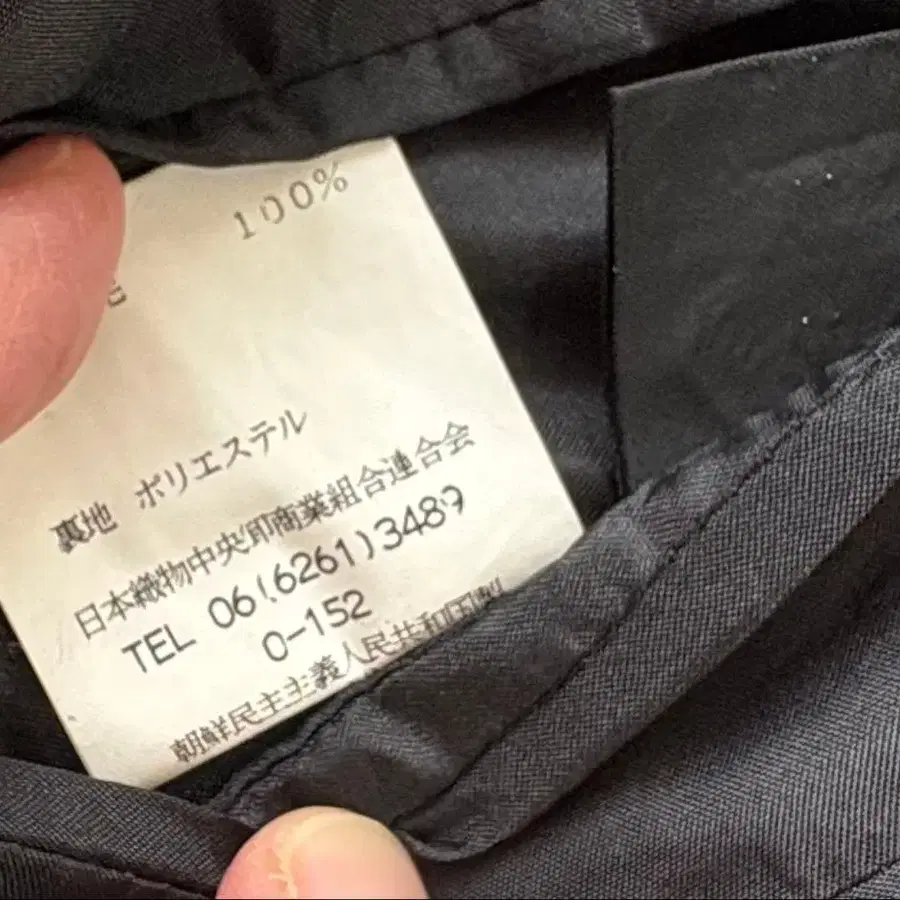 100%
裏地 ポリエステル
日本織物中央卸商業組合連合会
TEL 06(6261)3489
0-152
朝鮮民主主義人民共和国製